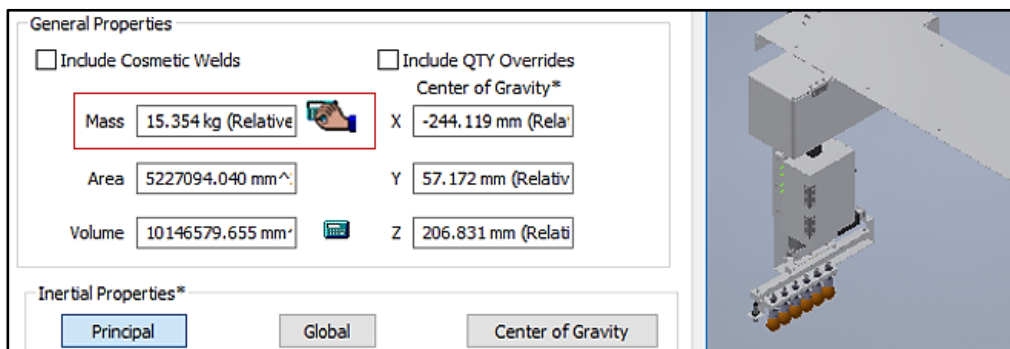 General Properties
Include Cosmetic Welds
Include QTY Overrides
Center of Gravity*
Mass 15.354 kg (Relative X -244.119 mm (Rela
Area 5227094.040 mm^ Y 57.172 mm (Relativ
Volume 10146579.655 mm Z 206.831 mm (Relati
Inertial Properties*
Principal Global Center of Gravity